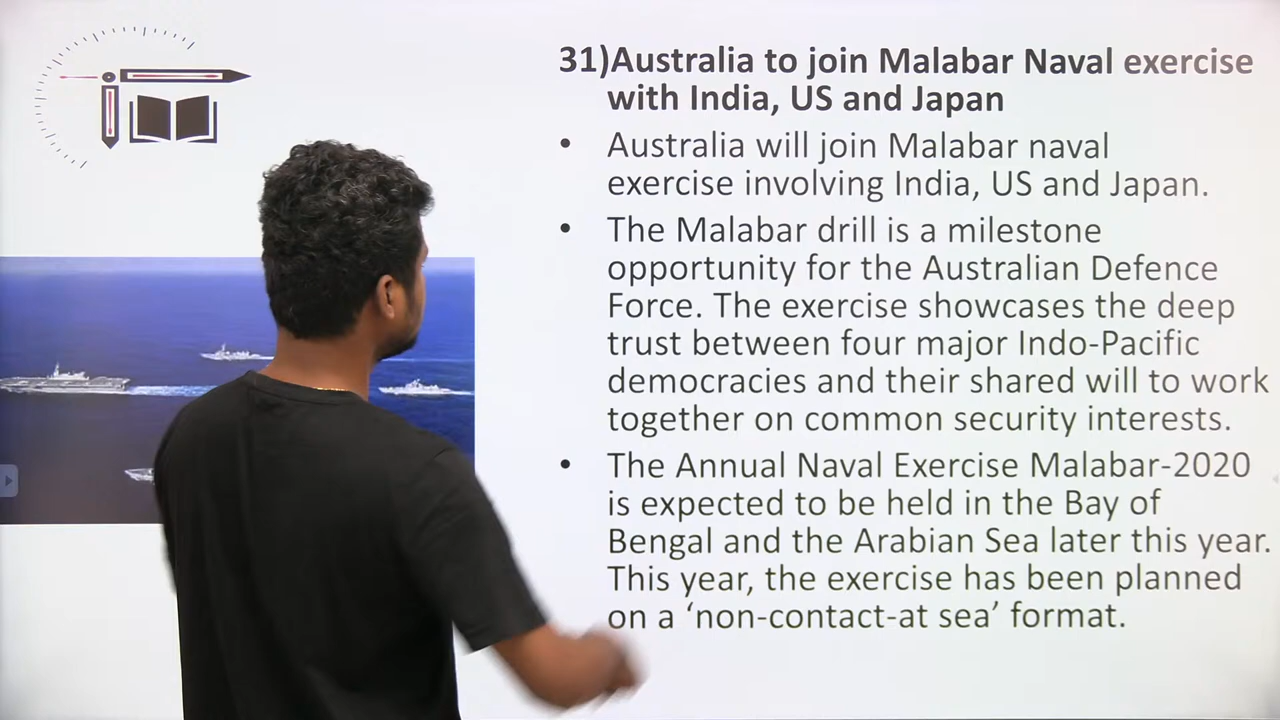 31)Australia to join Malabar Naval exercise
with India, US and Japan
• Australia will join Malabar naval
exercise involving India, US and Japan.
• The Malabar drill is a milestone
opportunity for the Australian Defence
Force. The exercise showcases the deep
trust between four major Indo-Pacific
democracies and their shared will to work
together on common security interests.
• The Annual Naval Exercise Malabar-2020
is expected to be held in the Bay of
Bengal and the Arabian Sea later this year.
This year, the exercise has been planned
on a ‘non-contact-at sea’ format.